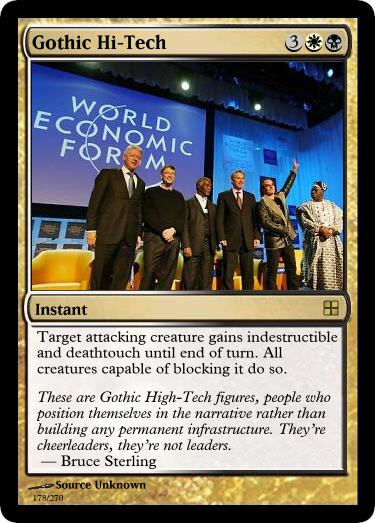 Gothic Hi-Tech
3
WORLD
ECONOMIC
FORUM
Instant
Target attacking creature gains indestructible
and deathtouch until end of turn. All
creatures capable of blocking it do so.
These are Gothic High-Tech figures, people who
position themselves in the narrative rather than
building any permanent infrastructure. They're
cheerleaders, they're not leaders.
— Bruce Sterling
Source Unknown
178/270